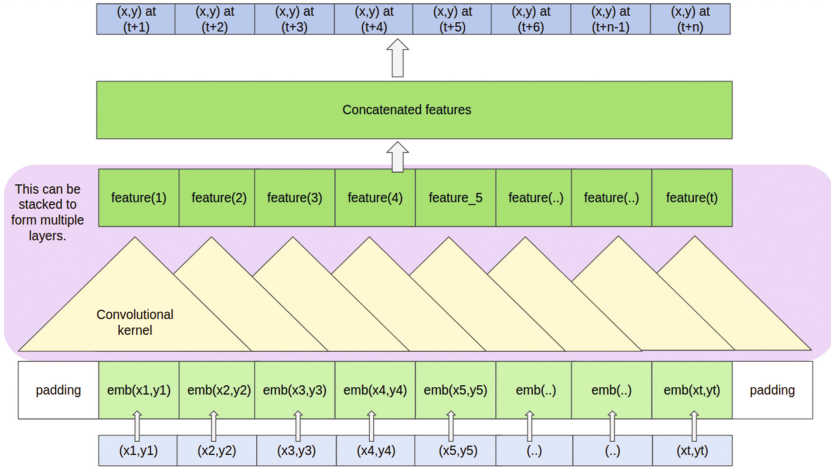 (x,y) at (x,y) at (x,y) at (x,y) at (x,y) at (x,y) at (x,y) at (x,y) at
(t+1) (t+2) (t+3) (t+4) (t+5) (t+6) (t+n-1) (t+n)
Concatenated features
This can be
stacked to
form multiple
layers.
feature(1) feature(2) feature(3) feature(4) feature_5 feature(..) feature(..) feature(t)
Convolutional
kernel
padding emb(x1,y1) emb(x2,y2) emb(x3,y3) emb(x4,y4) emb(x5,y5) emb(..) emb(..) emb(xt,yt) padding
(x1,y1) (x2,y2) (x3,y3) (x4,y4) (x5,y5) (..) (..) (xt,yt)